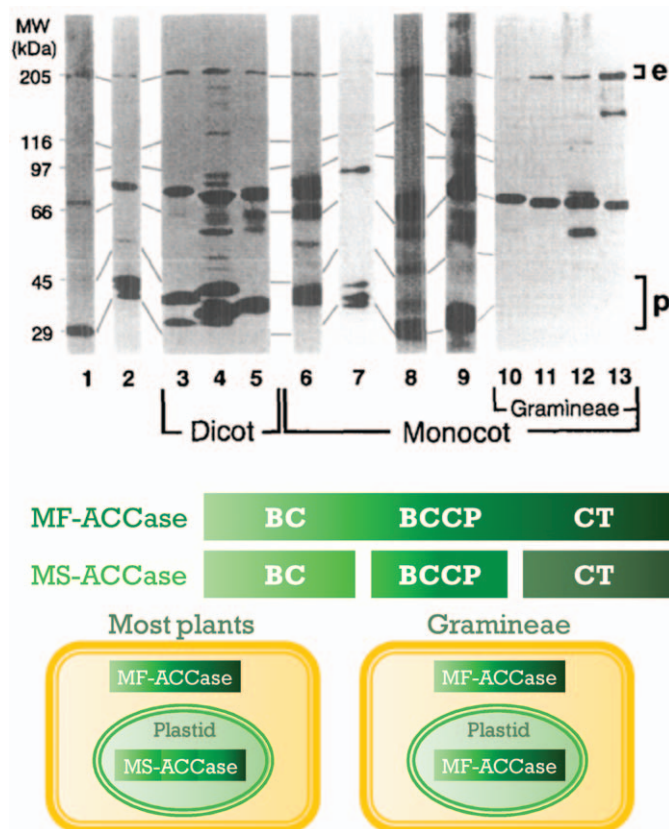 MW
(kDa)
205
116
97
66
45
29
e
p
1 2 3 4 5 6 7 8 9 10 11 12 13
Dicot
Monocot
Gramineae
MF-ACCase BC BCCP CT
MS-ACCase BC BCCP CT
Most plants
Gramineae
MF-ACCase
MF-ACCase
Plastid
Plastid
MS-ACCase
MF-ACCase